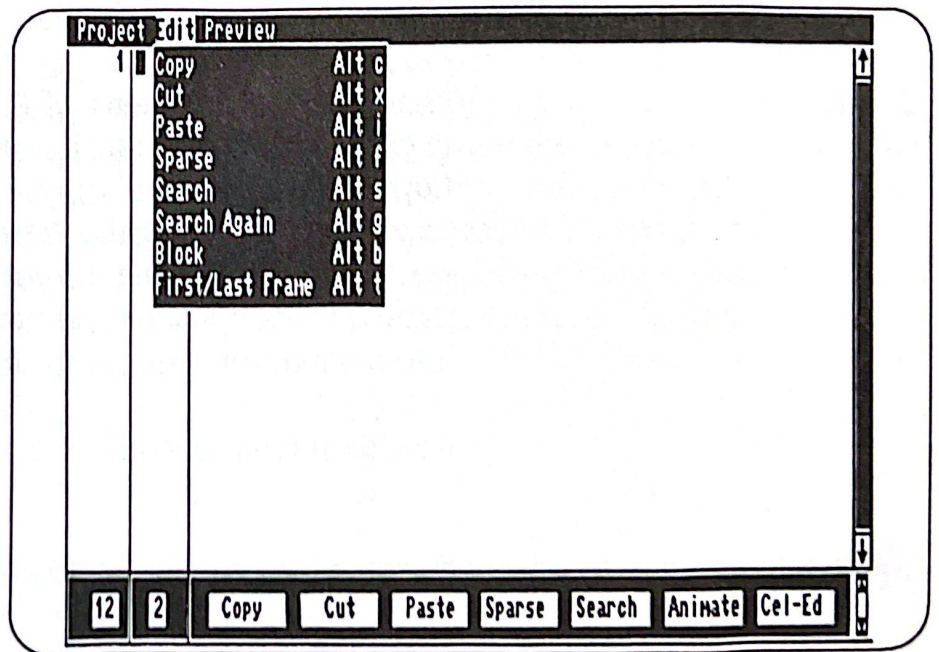 Project Edit Preview
1
Copy Alt c
Cut Alt x
Paste Alt i
Sparse Alt f
Search Alt s
Search Again Alt g
Block Alt b
First/Last Frame Alt t
12 2 Copy Cut Paste Sparse Search Animate Cel-Ed